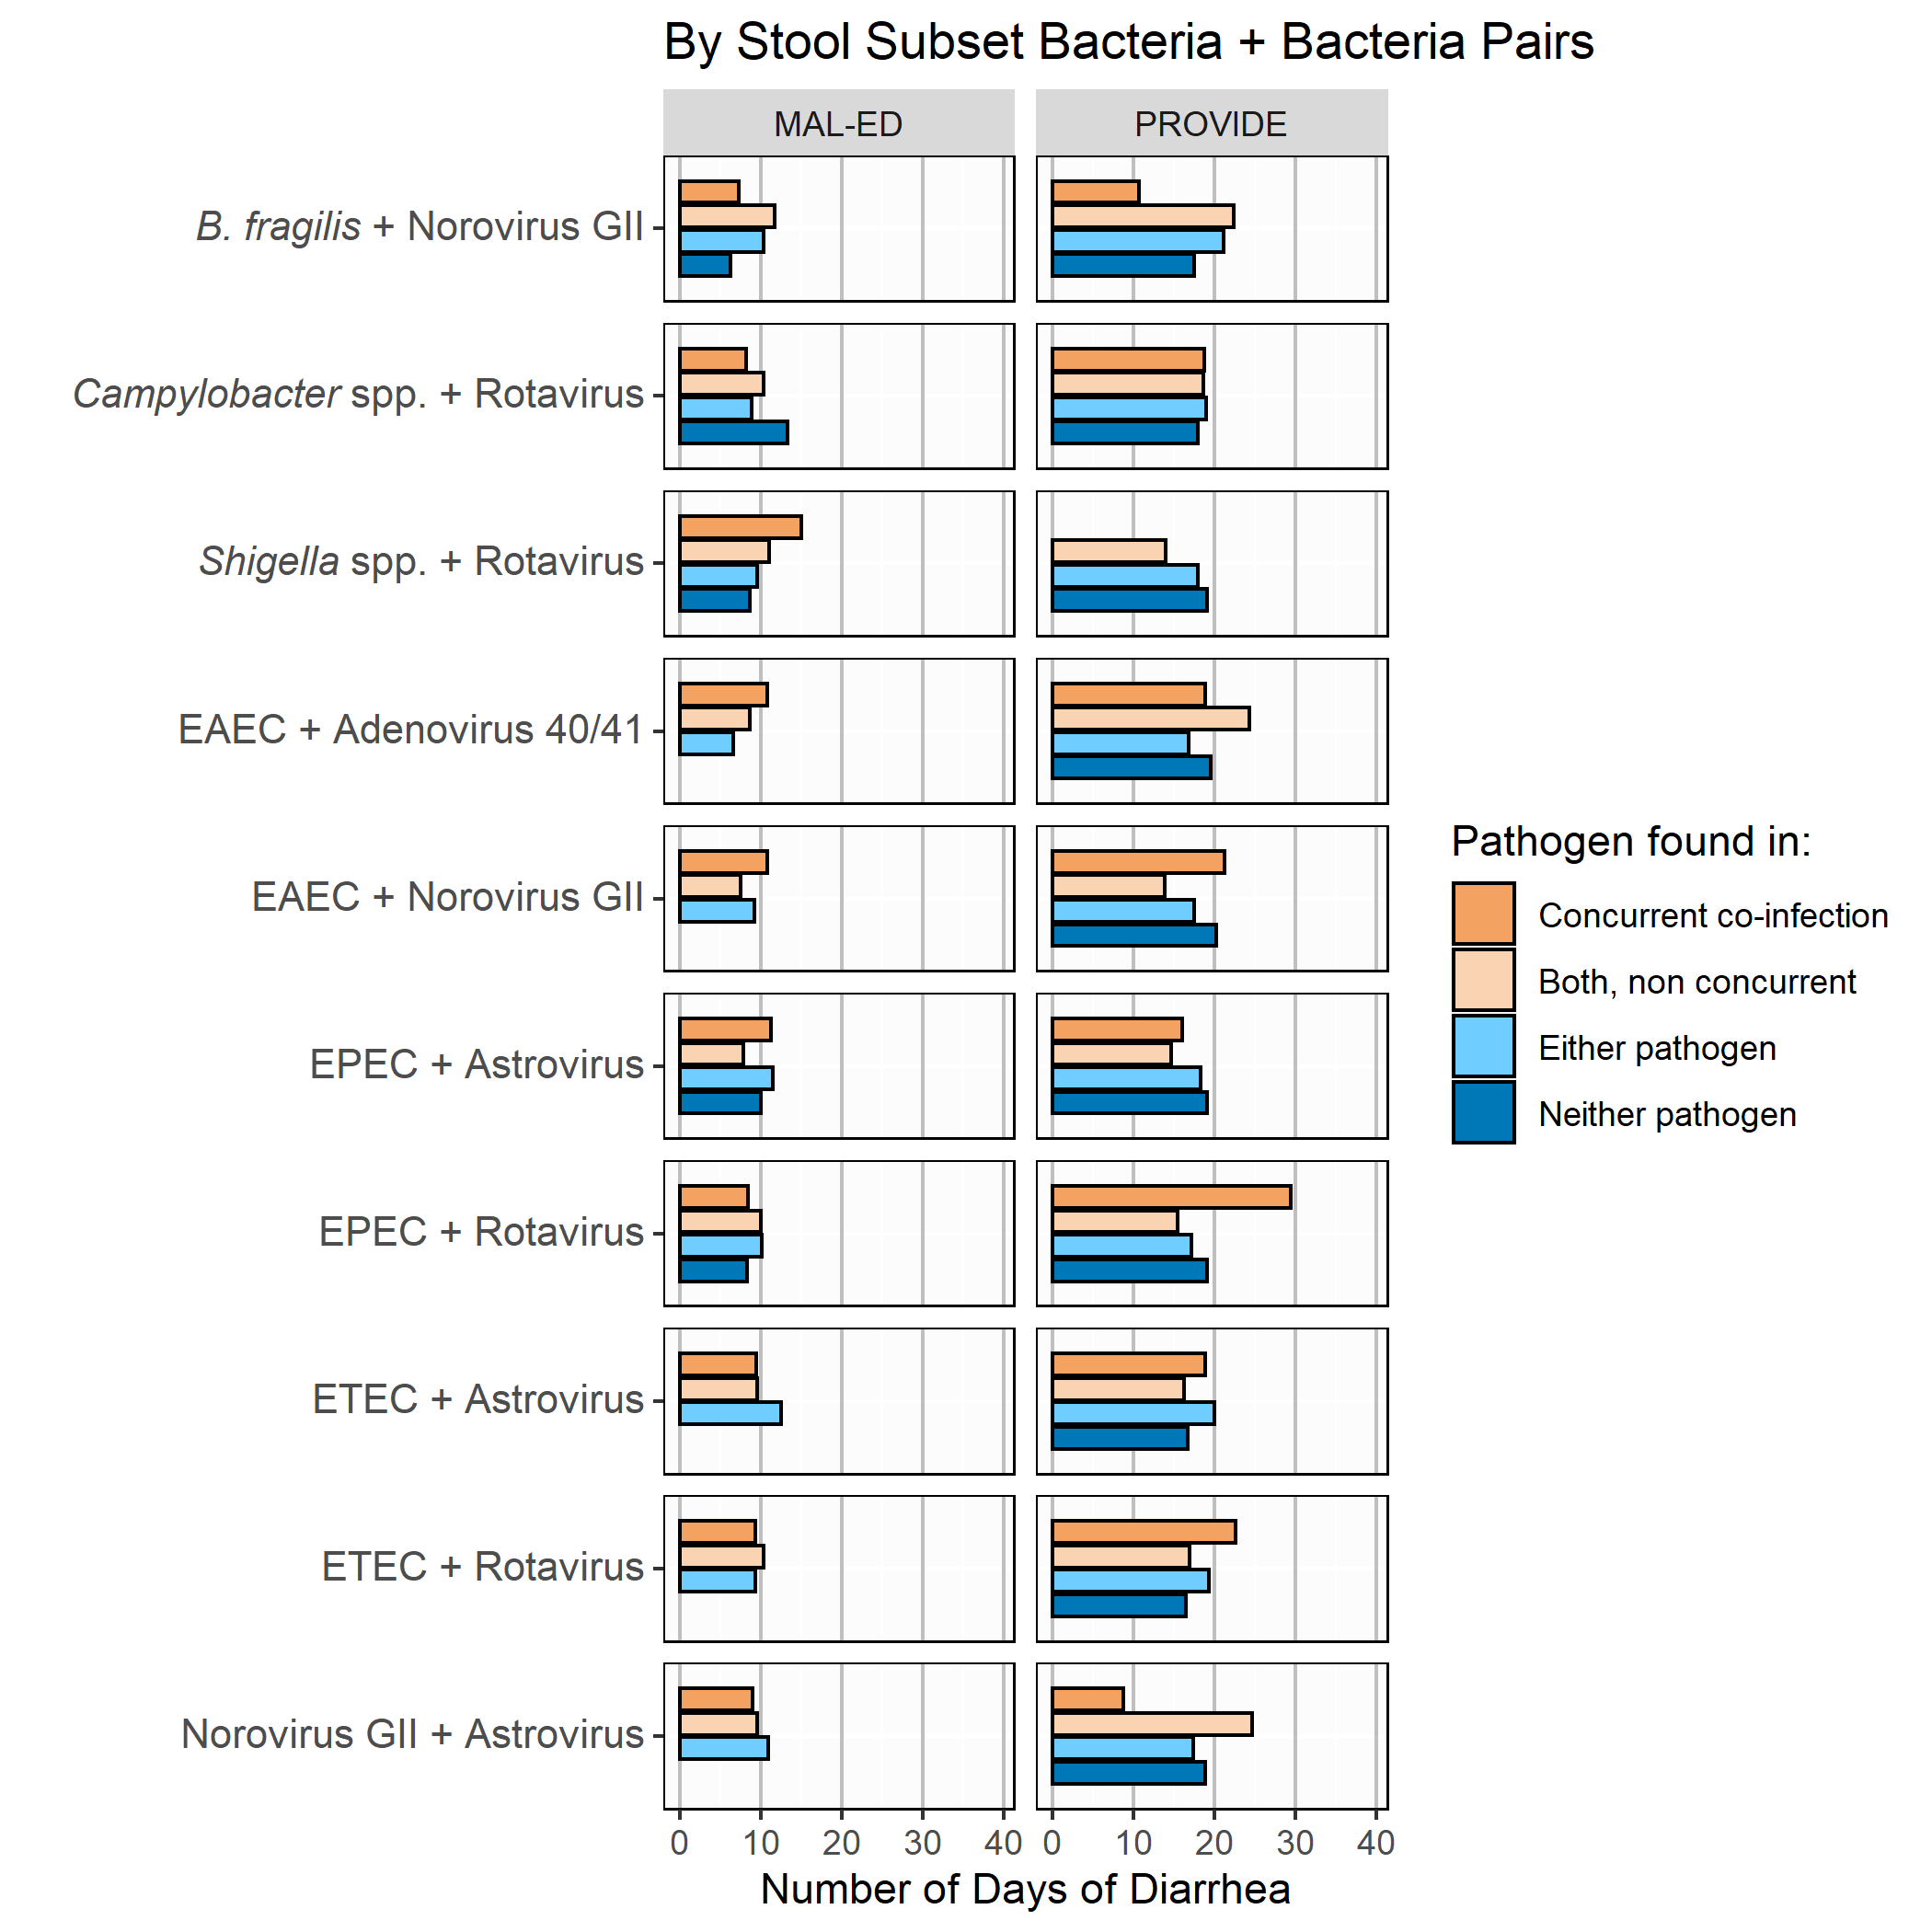 By Stool Subset Bacteria + Bacteria Pairs
MAL-ED
PROVIDE
B. fragilis + Norovirus GII
Campylobacter spp. + Rotavirus
Shigella spp. + Rotavirus
EAEC + Adenovirus 40/41
EAEC + Norovirus GII
EPEC + Astrovirus
EPEC + Rotavirus
ETEC + Astrovirus
ETEC + Rotavirus
Norovirus GII + Astrovirus
0 10 20 30 40
0 10 20 30 40
Number of Days of Diarrhea
Pathogen found in:
Concurrent co-infection
Both, non concurrent
Either pathogen
Neither pathogen